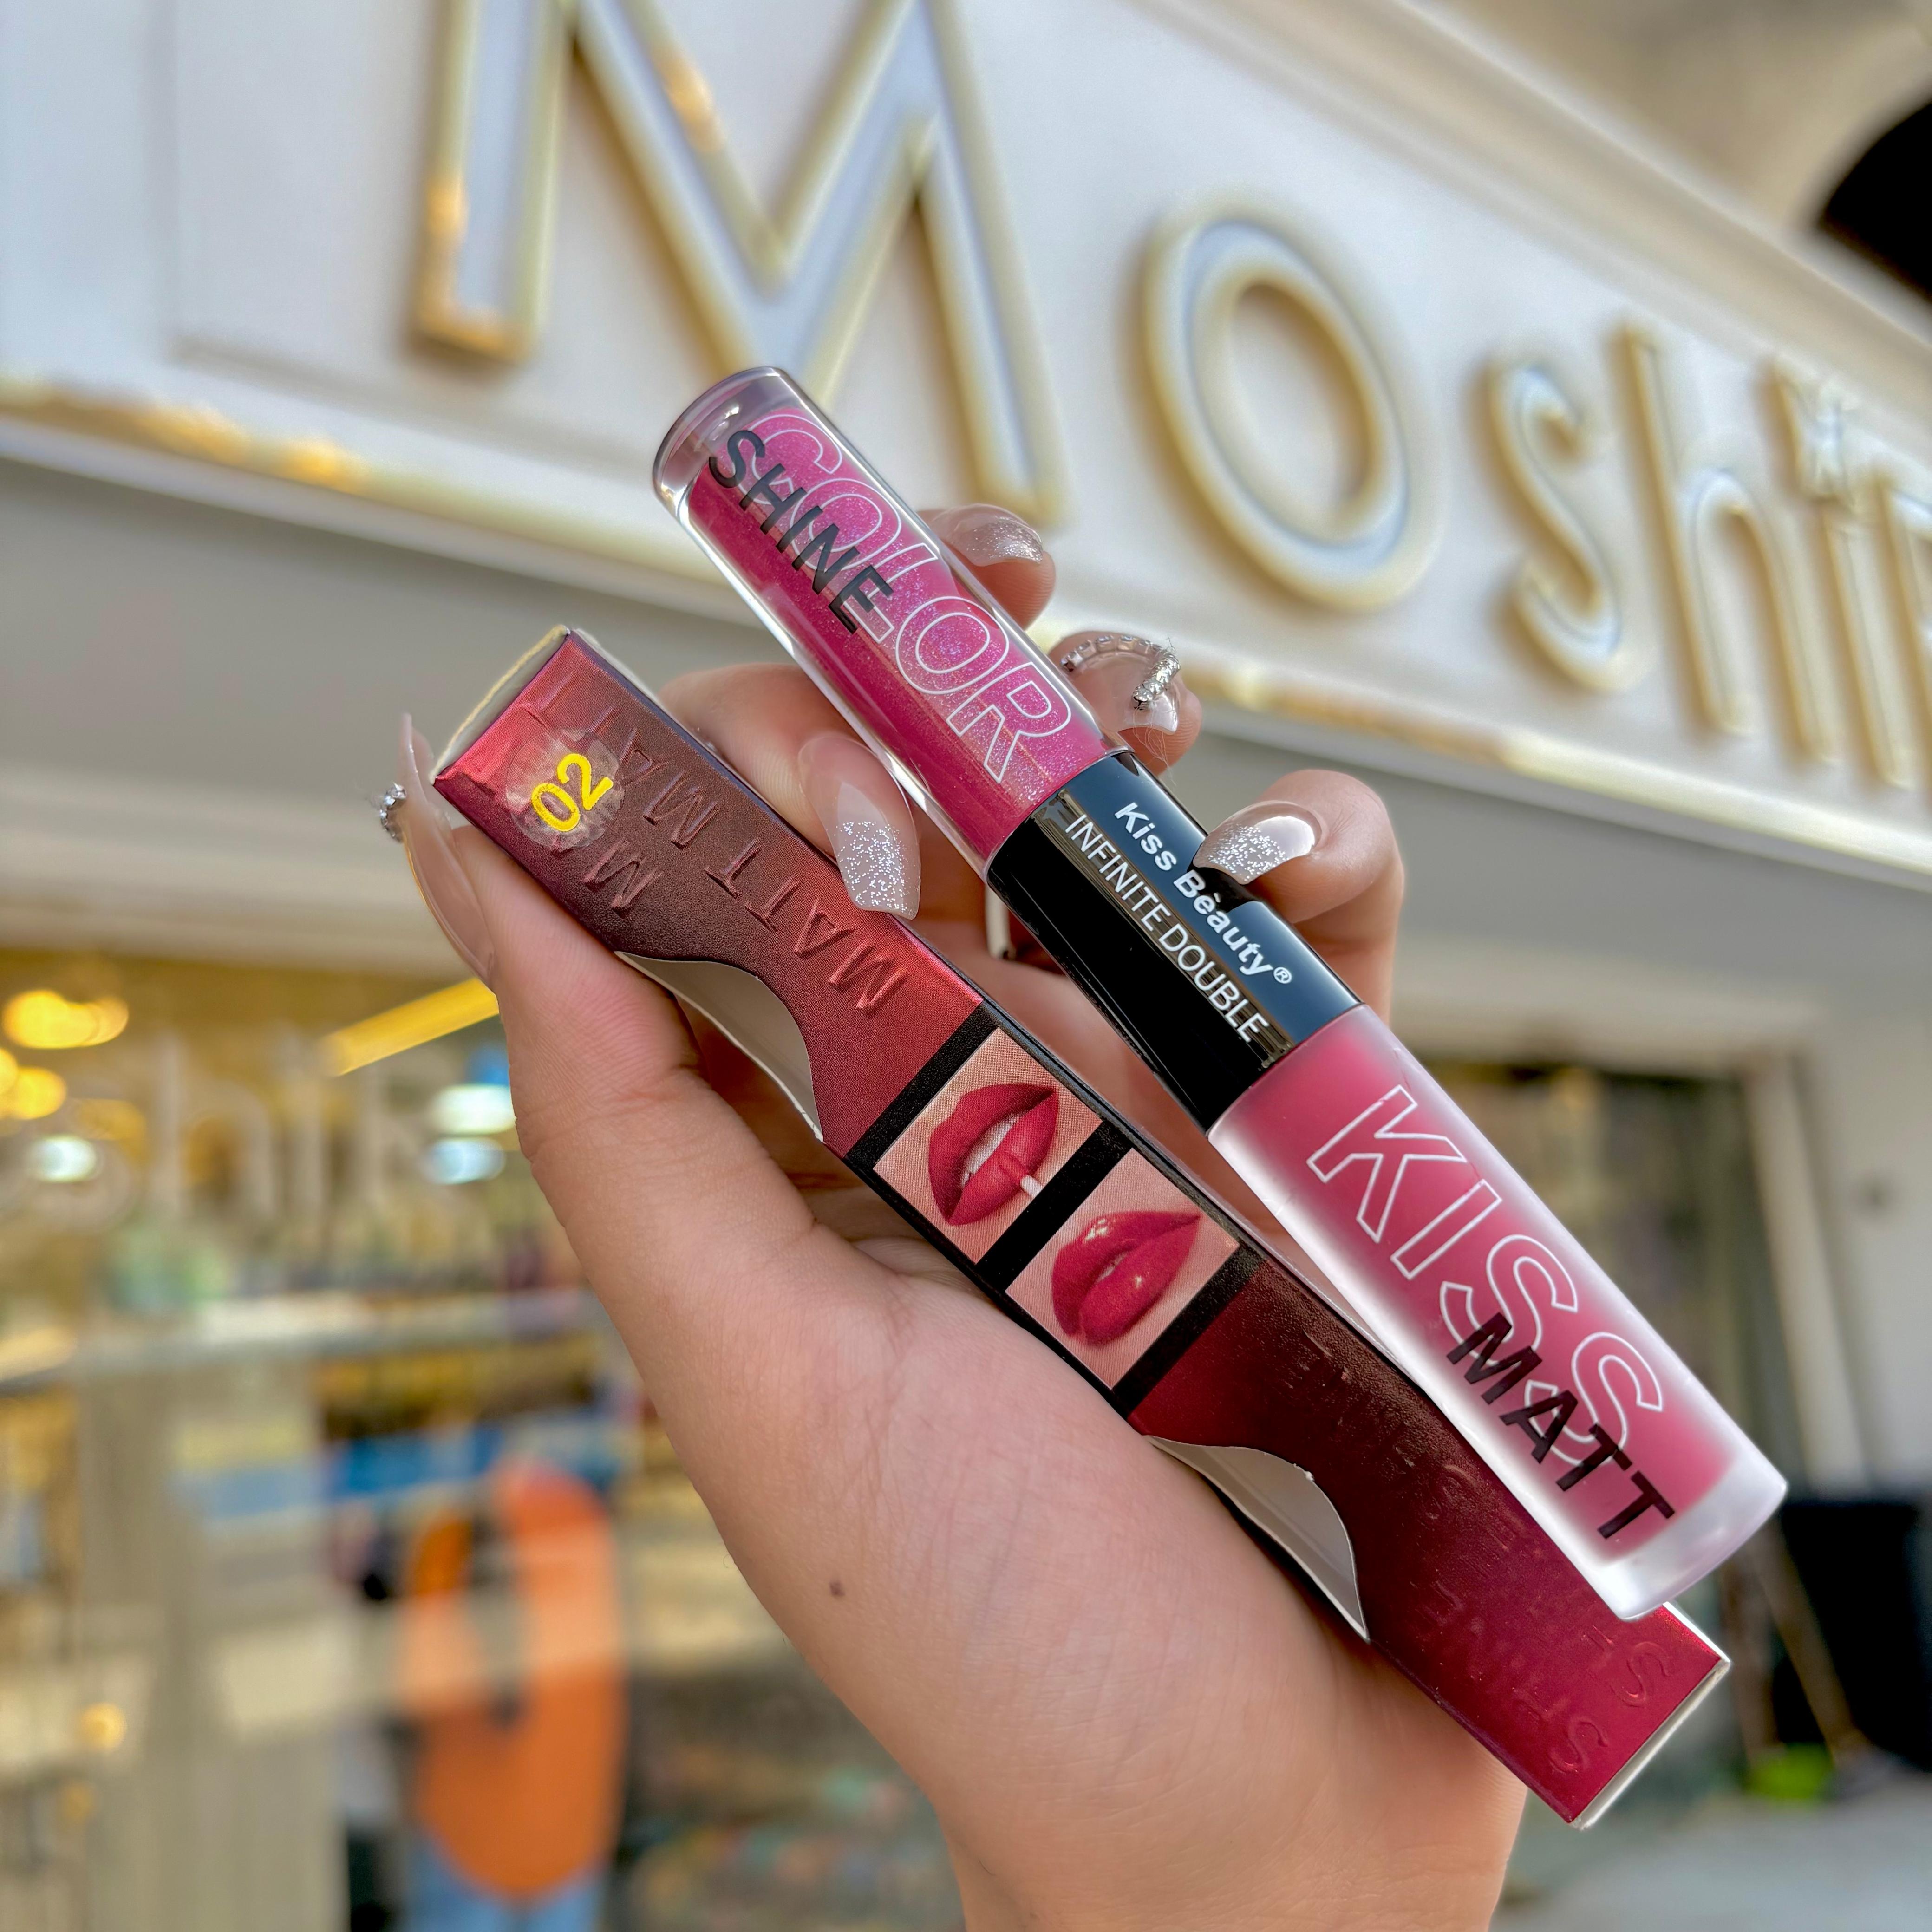 Moshi
COLOR
SHINE
Kiss Beauty®
INFINITE DOUBLE
KISS
MATT
02
MATT
MATT